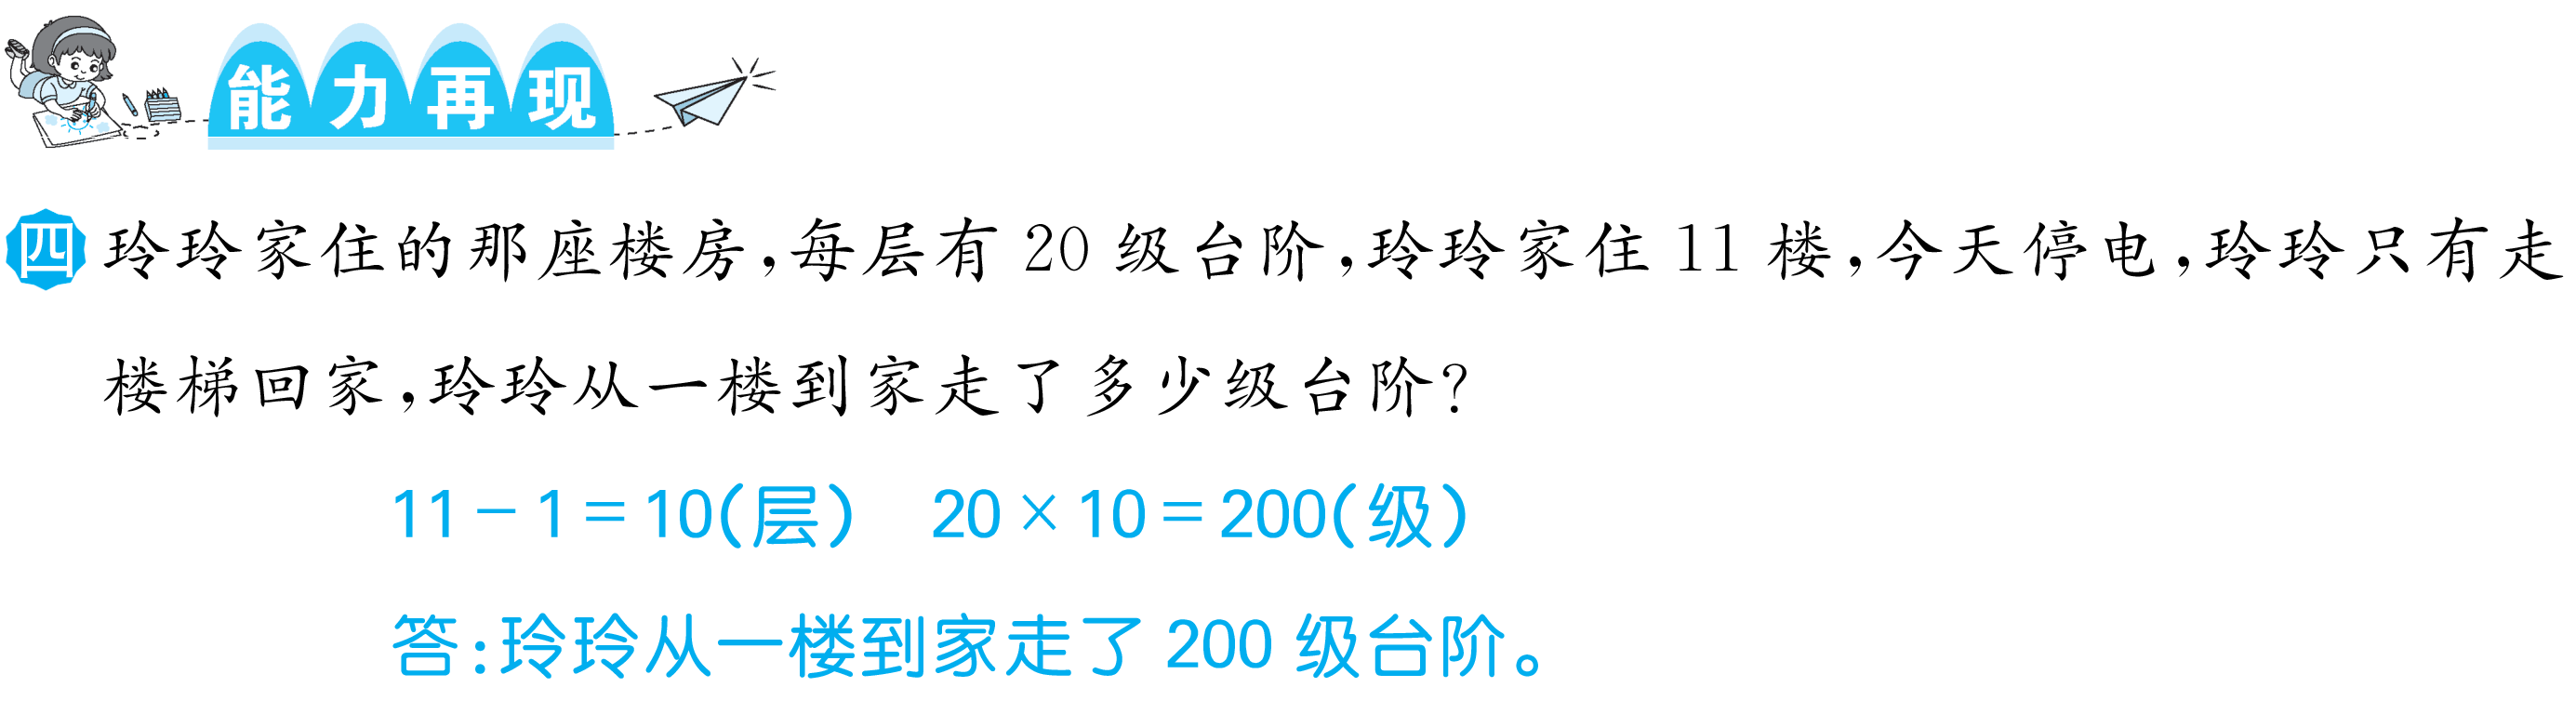 能力再现
四 玲玲家住的那座楼房,每层有 20 级台阶,玲玲家住 11 楼,今天停电,玲玲只有走
楼梯回家,玲玲从一楼到家走了多少级台阶?
11－1＝10(层) 20×10＝200(级)
答:玲玲从一楼到家走了 200 级台阶。